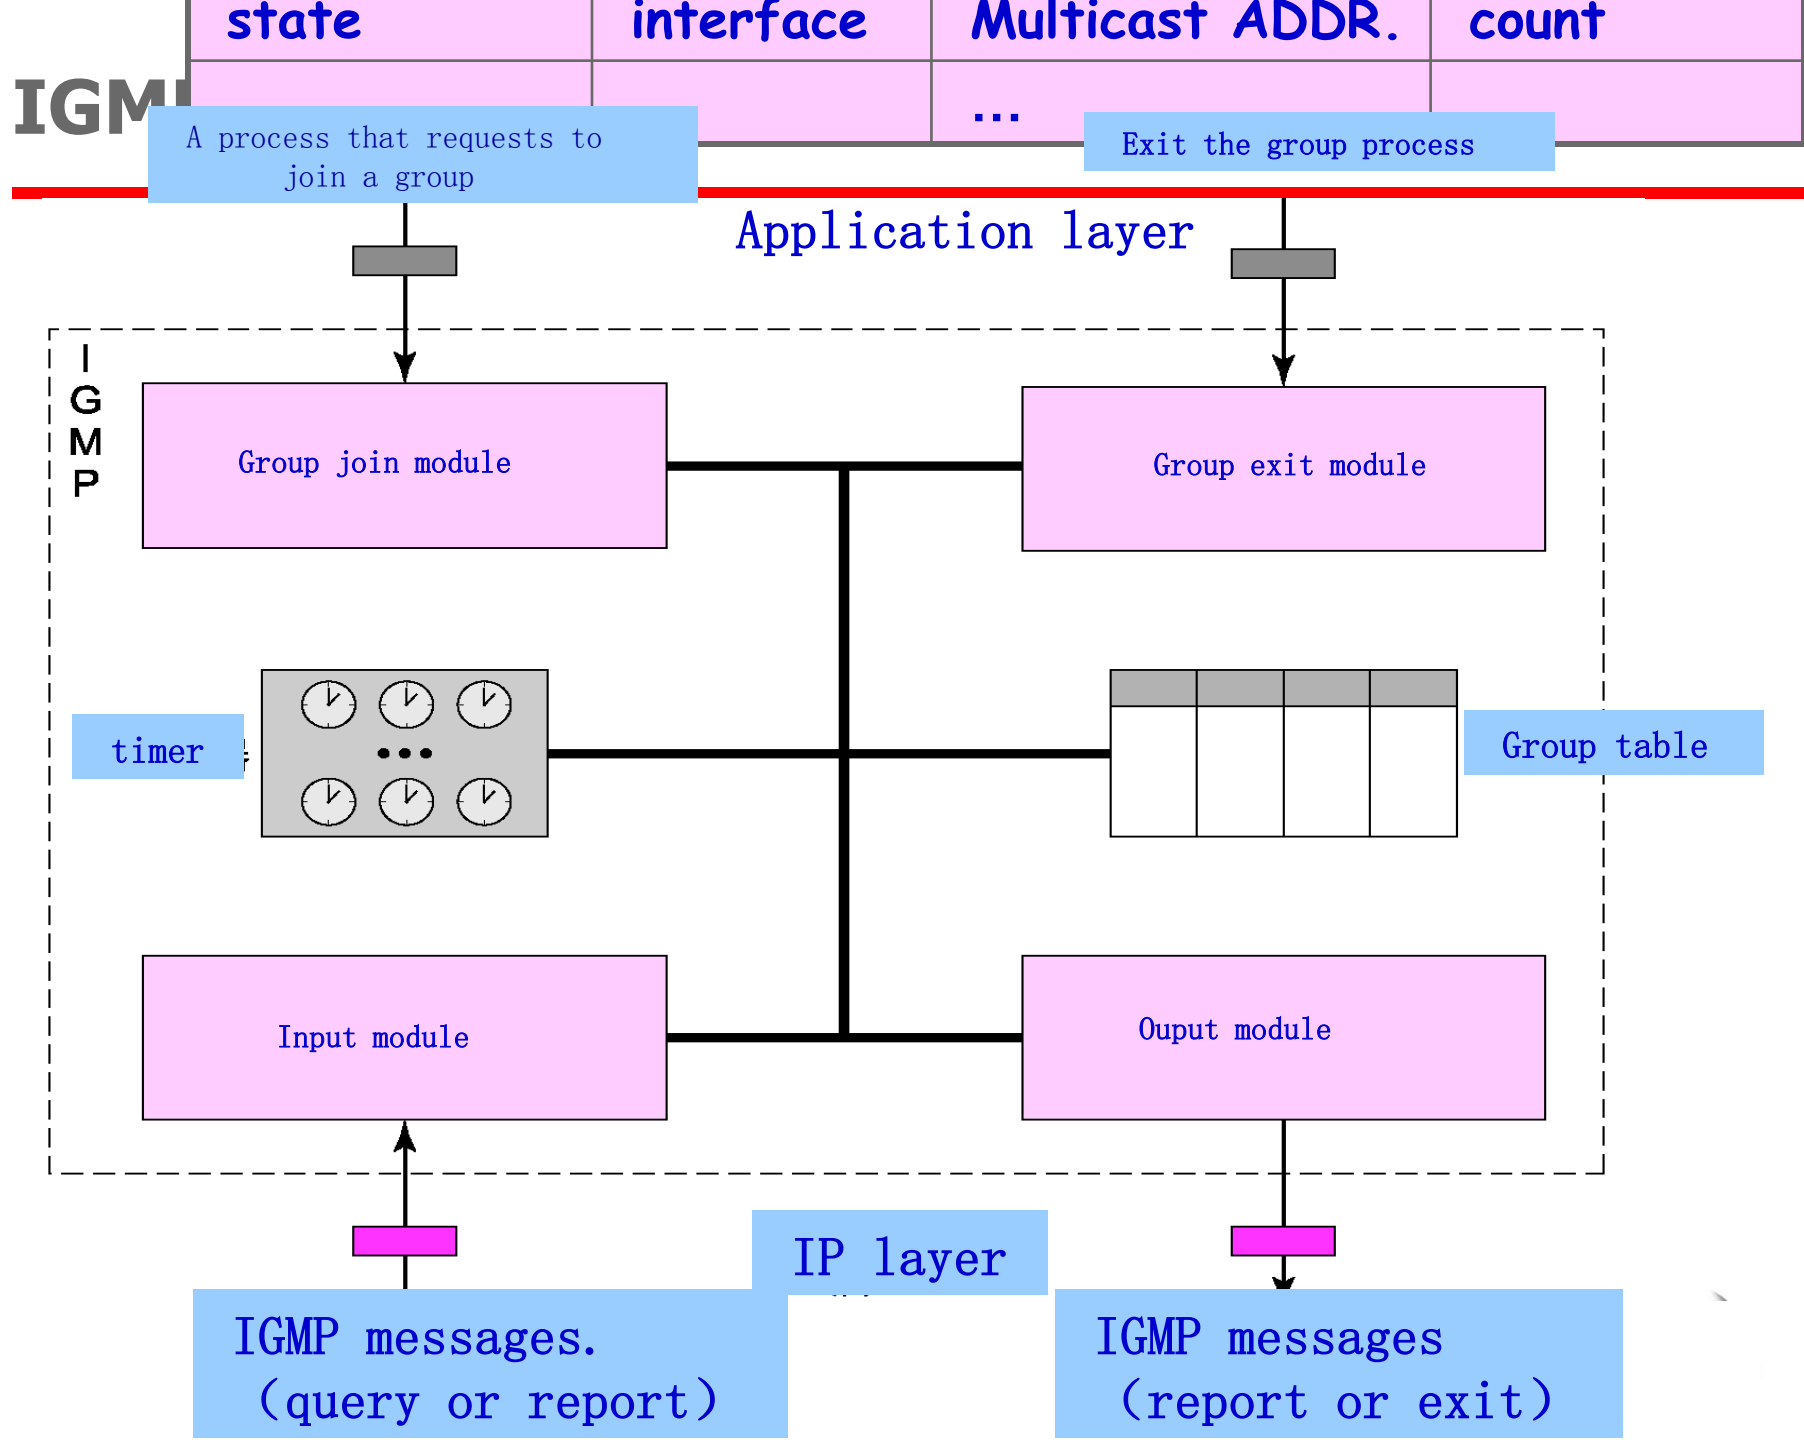 state interface Multicast ADDR. count
...
A process that requests to
join a group
Exit the group process
Application layer
I
G
M
P
Group join module
Group exit module
timer
Group table
Input module
Ouput module
IP layer
IGMP messages.
（query or report）
IGMP messages
（report or exit）